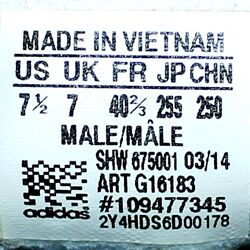 MADE IN VIETNAM
US UK FR JP CHN
7½ 7 40⅔ 255 250
MALE/MÂLE
SHW 675001 03/14
ART G16183
#109477345
adidas 2Y4HDS6D00178